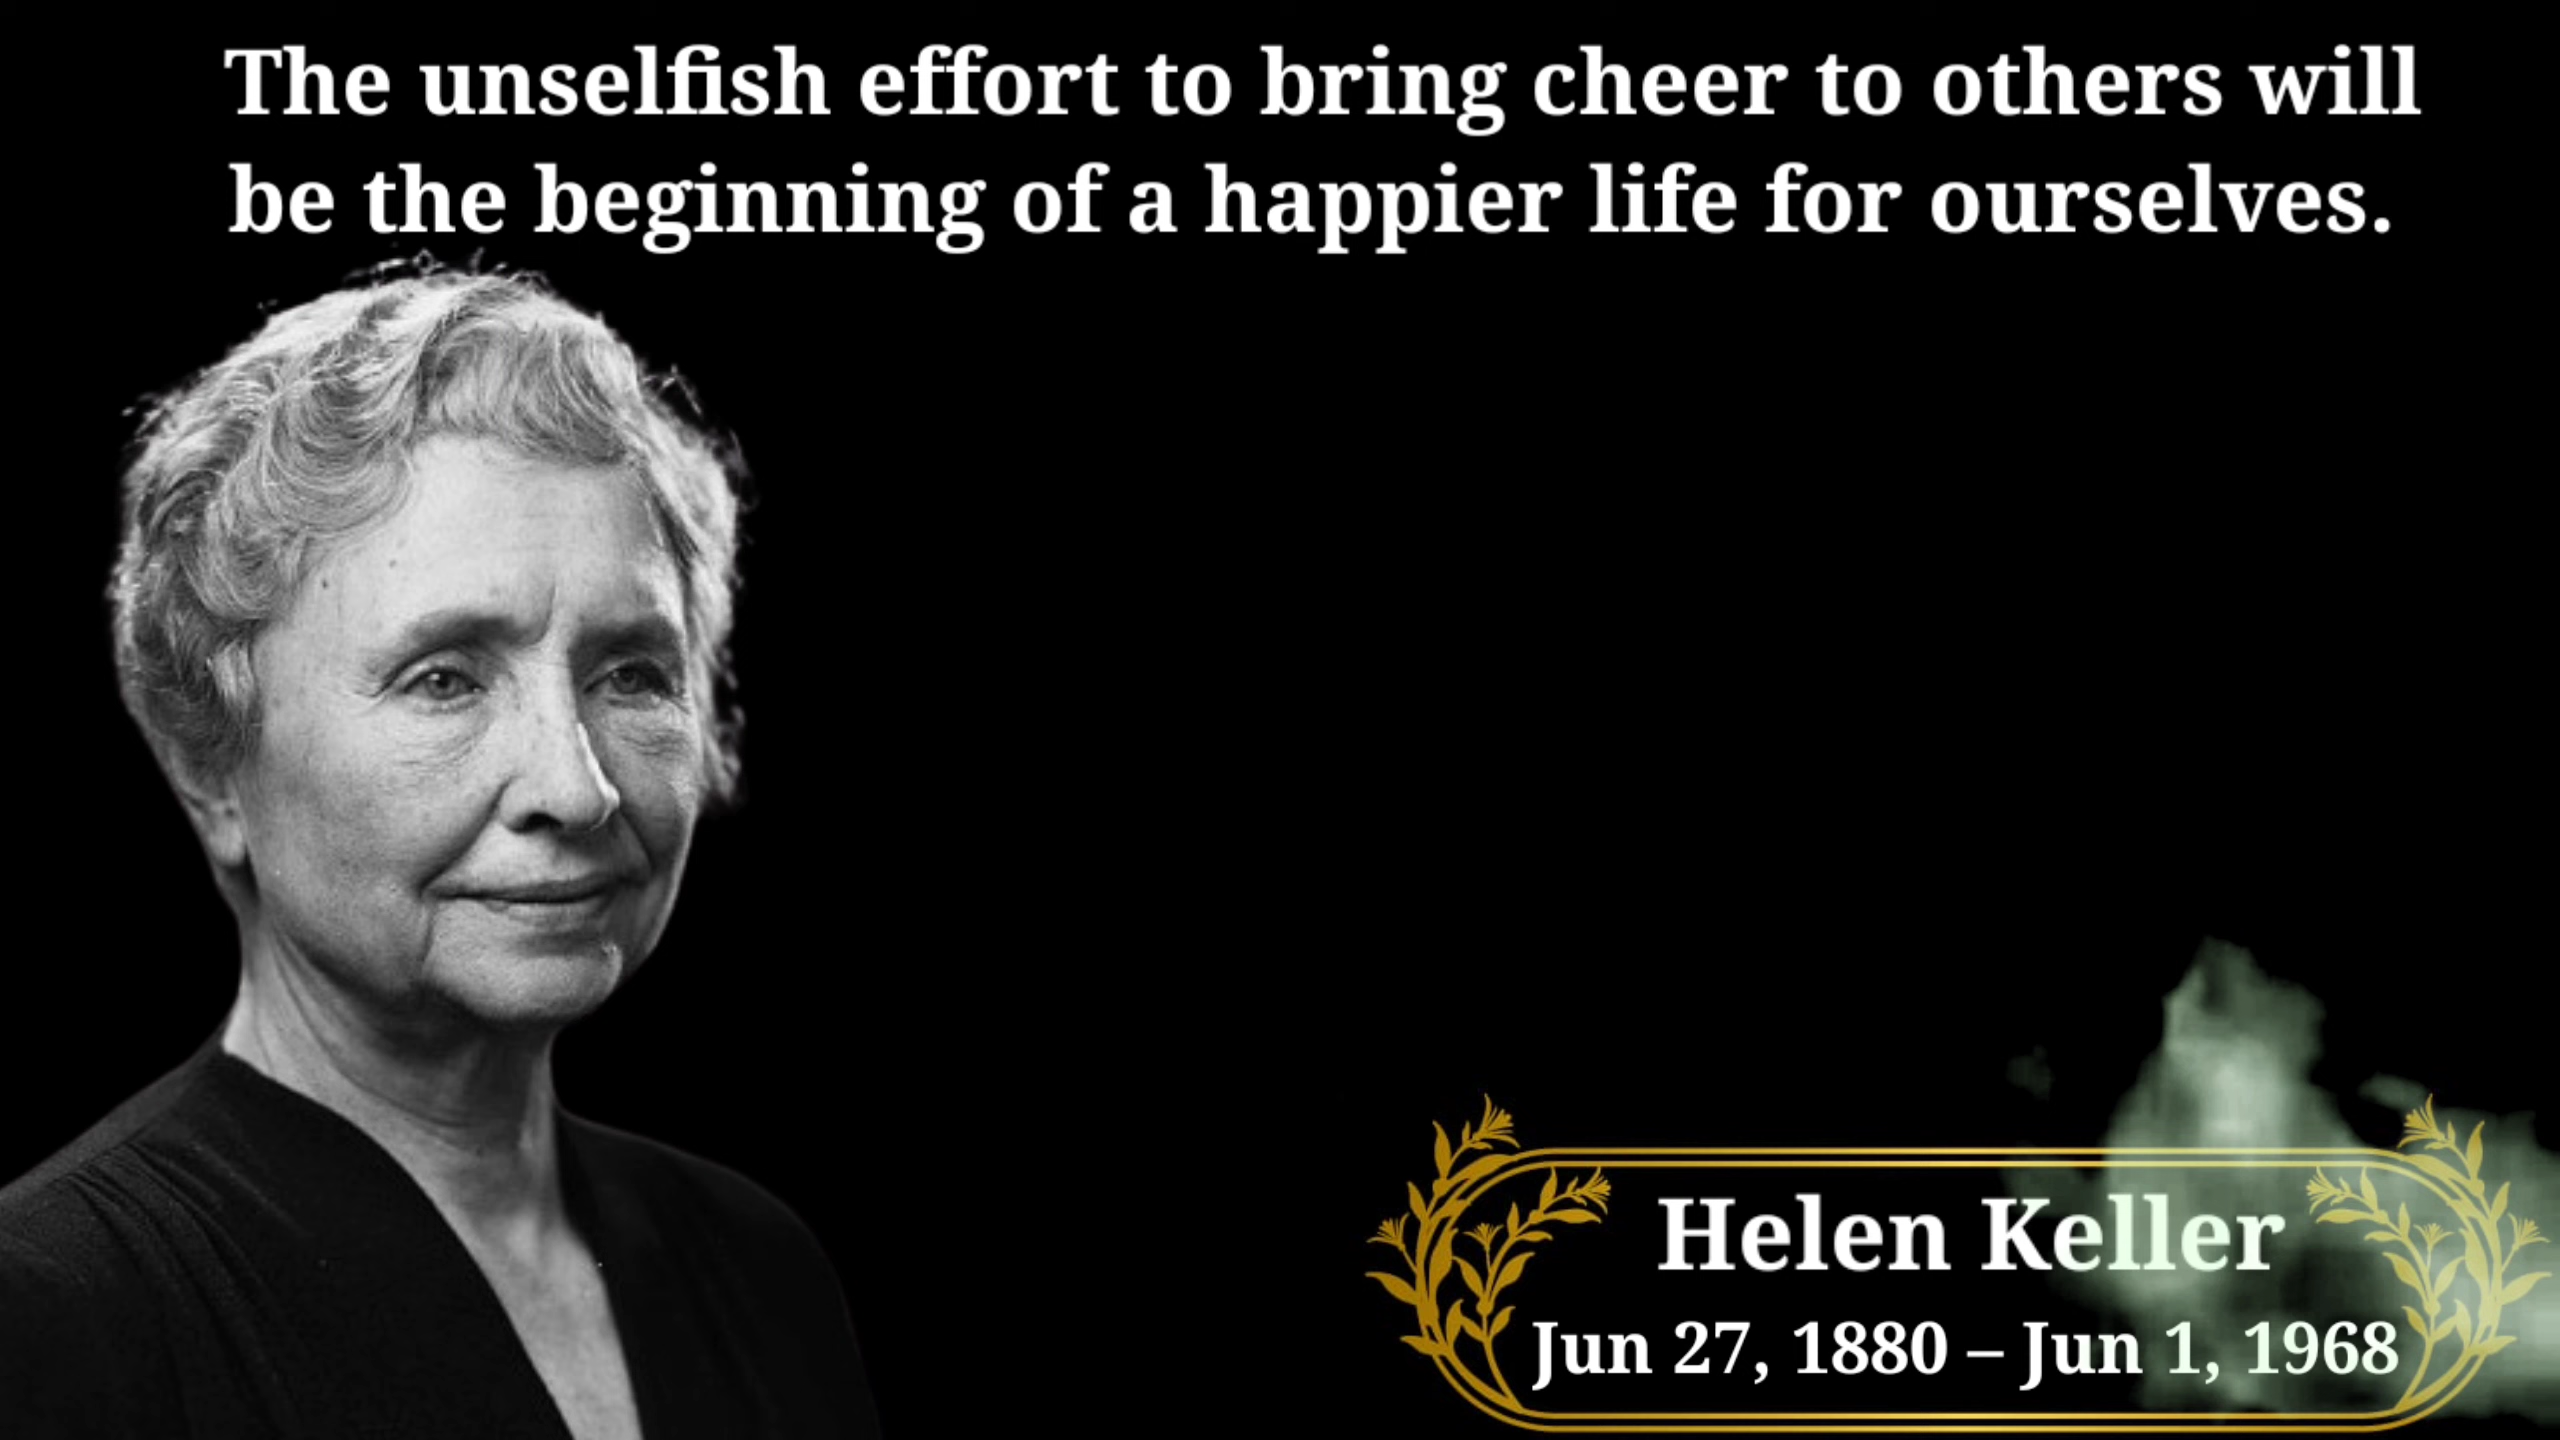 The unselfish effort to bring cheer to others will
be the beginning of a happier life for ourselves.
Helen Keller
Jun 27, 1880 – Jun 1, 1968